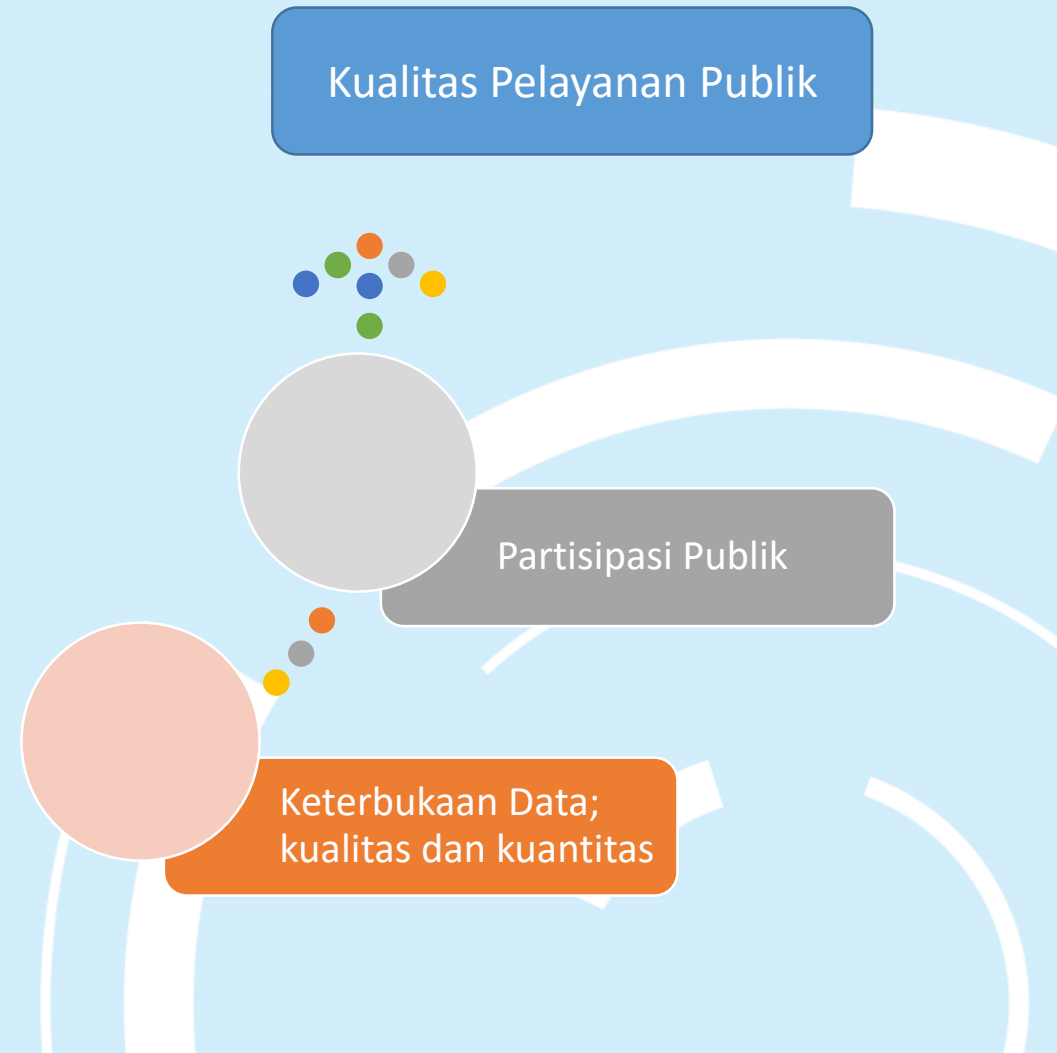 Kualitas Pelayanan Publik
Partisipasi Publik
Keterbukaan Data;
kualitas dan kuantitas